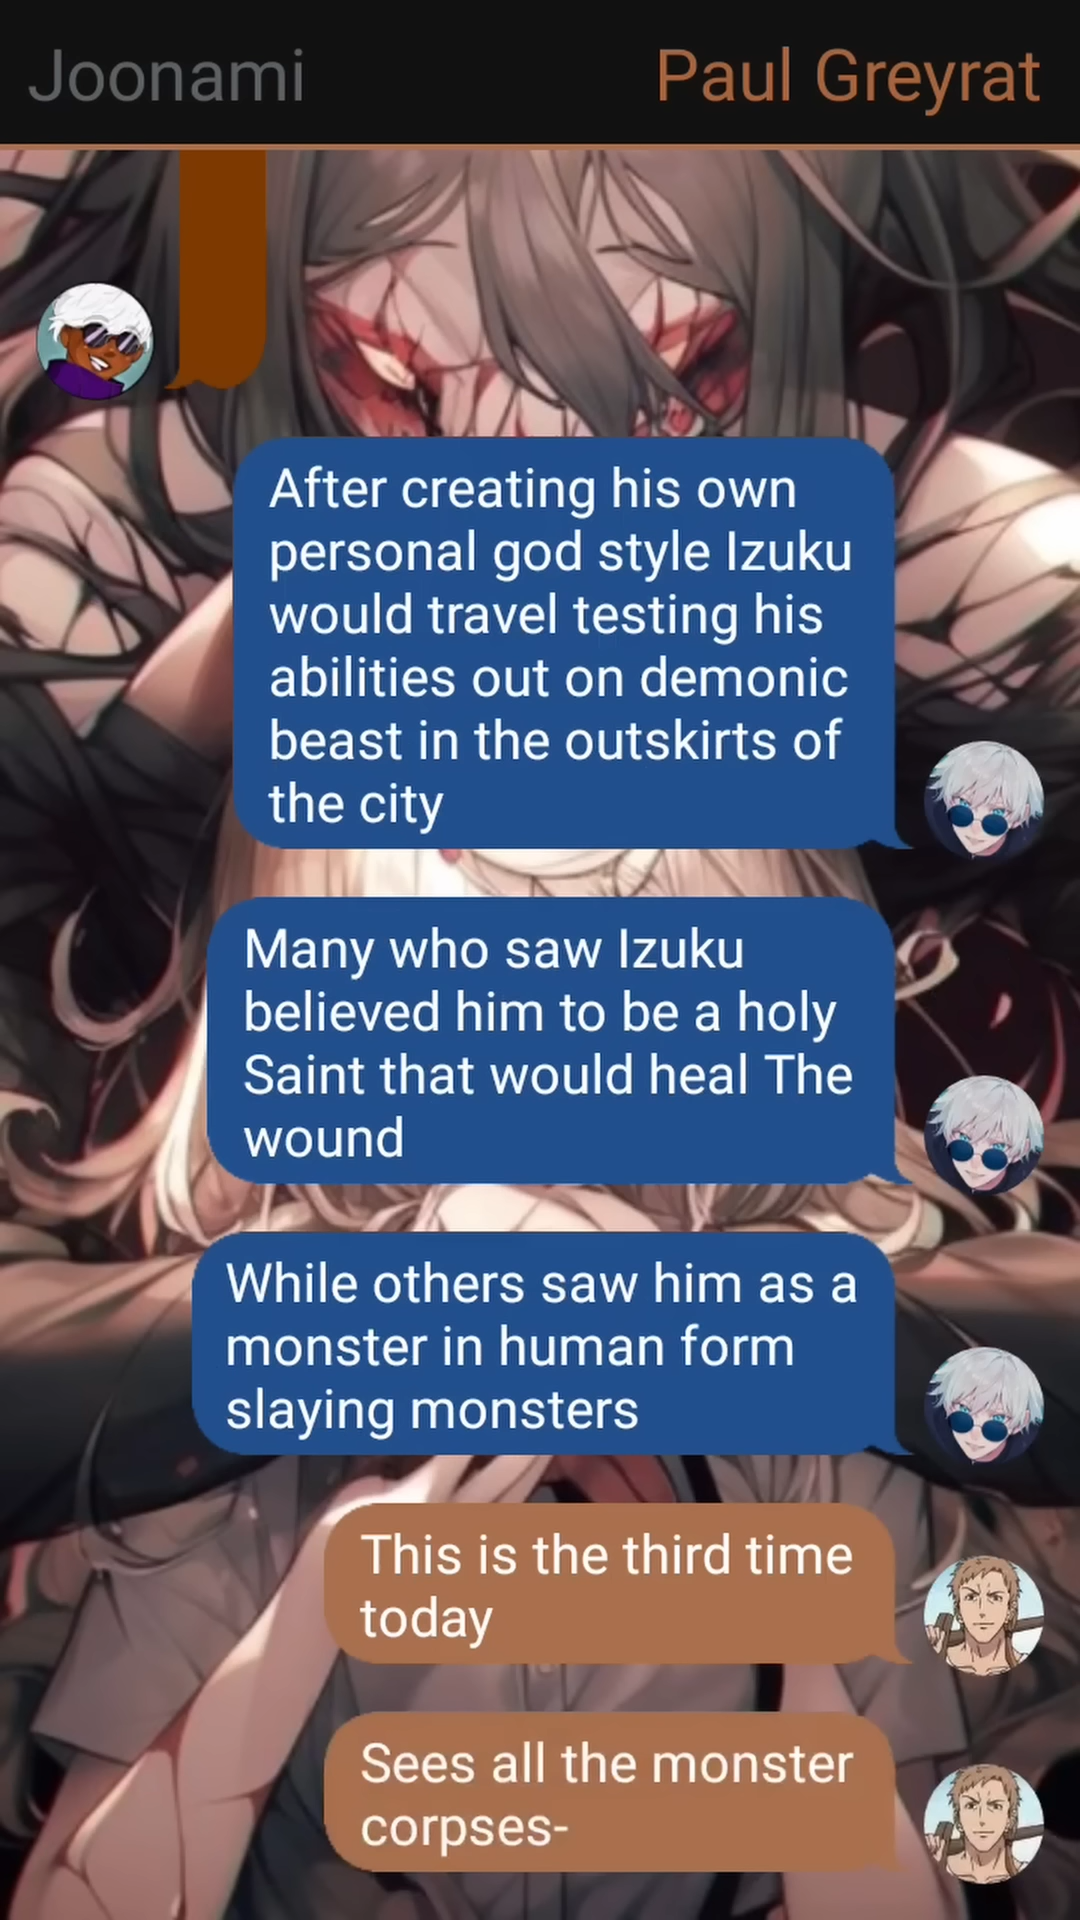 Joonami
Paul Greyrat
After creating his own
personal god style Izuku
would travel testing his
abilities out on demonic
beast in the outskirts of
the city
Many who saw Izuku
believed him to be a holy
Saint that would heal The
wound
While others saw him as a
monster in human form
slaying monsters
This is the third time
today
Sees all the monster
corpses-